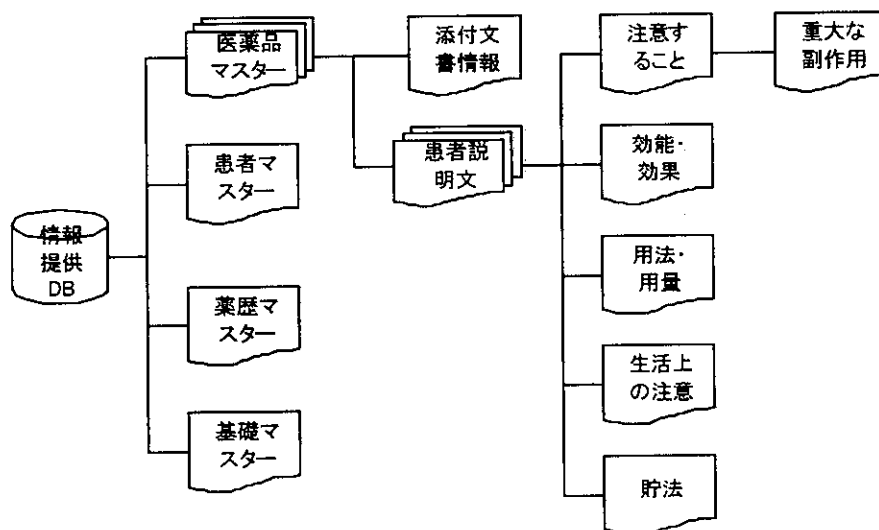 医薬品
マスター
添付文
書情報
注意す
ること
重大な
副作用
患者マ
スター
患者説
明文
効能・
効果
情報
提供
DB
用法・
用量
薬歴マ
スター
生活上
の注意
基礎マ
スター
貯法